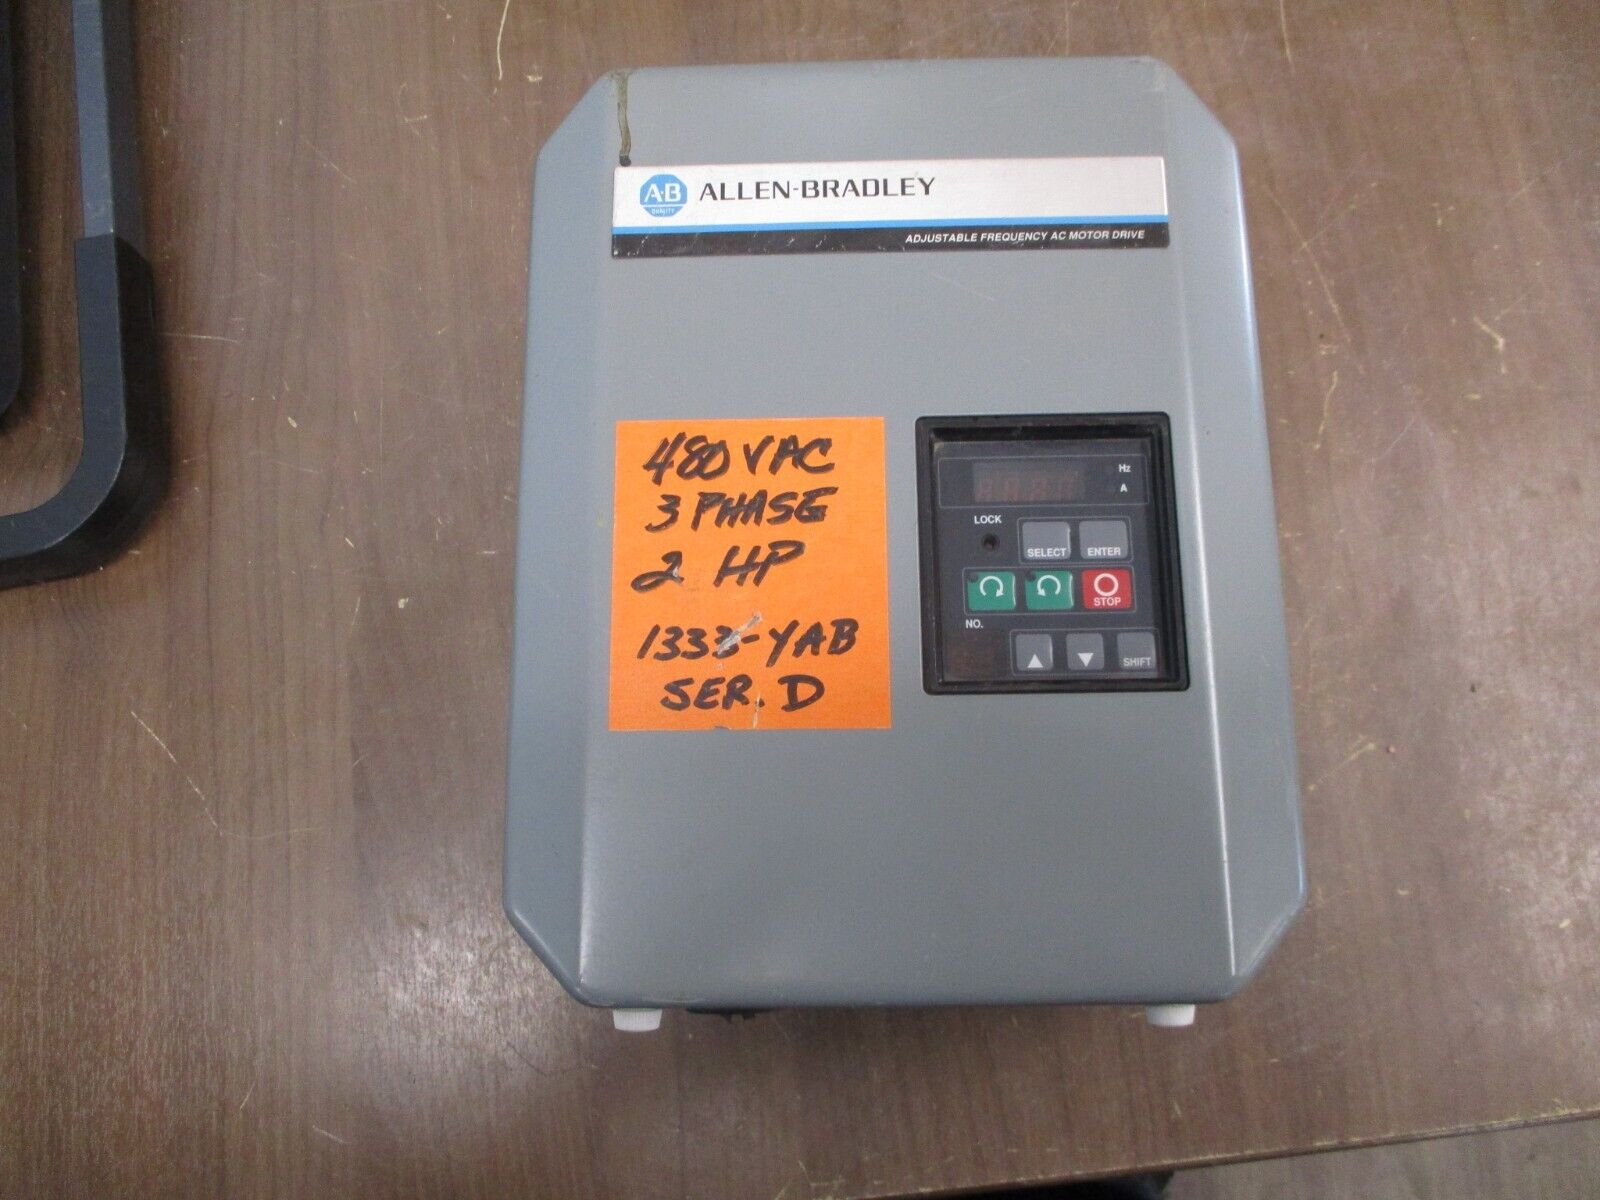 A-B
QUALITY
ALLEN-BRADLEY
ADJUSTABLE FREQUENCY AC MOTOR DRIVE
480 VAC
3 PHASE
2 HP
1333-YAB
SER. D
Hz
A
LOCK
SELECT
ENTER
STOP
NO.
SHIFT